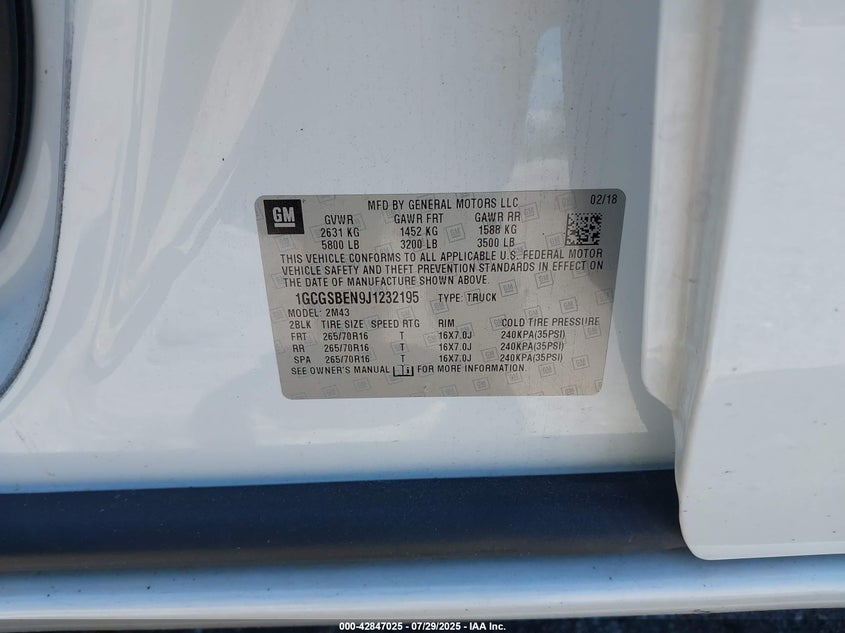 GM
MFD BY GENERAL MOTORS LLC 02/18
GVWR GAWR FRT GAWR RR
2631 KG 1452 KG 1588 KG
5800 LB 3200 LB 3500 LB
THIS VEHICLE CONFORMS TO ALL APPLICABLE U.S. FEDERAL MOTOR
VEHICLE SAFETY AND THEFT PREVENTION STANDARDS IN EFFECT ON
THE DATE OF MANUFACTURE SHOWN ABOVE.
1GCGSBEN9J1232195 TYPE: TRUCK
MODEL: 2M43
2BLK TIRE SIZE SPEED RTG RIM COLD TIRE PRESSURE
FRT 265/70R16 T 16X7.0J 240KPA(35PSI)
RR 265/70R16 T 16X7.0J 240KPA(35PSI)
SPA 265/70R16 T 16X7.0J 240KPA(35PSI)
SEE OWNER'S MANUAL FOR MORE INFORMATION.
000-42847025 - 07/29/2025 - IAA Inc.